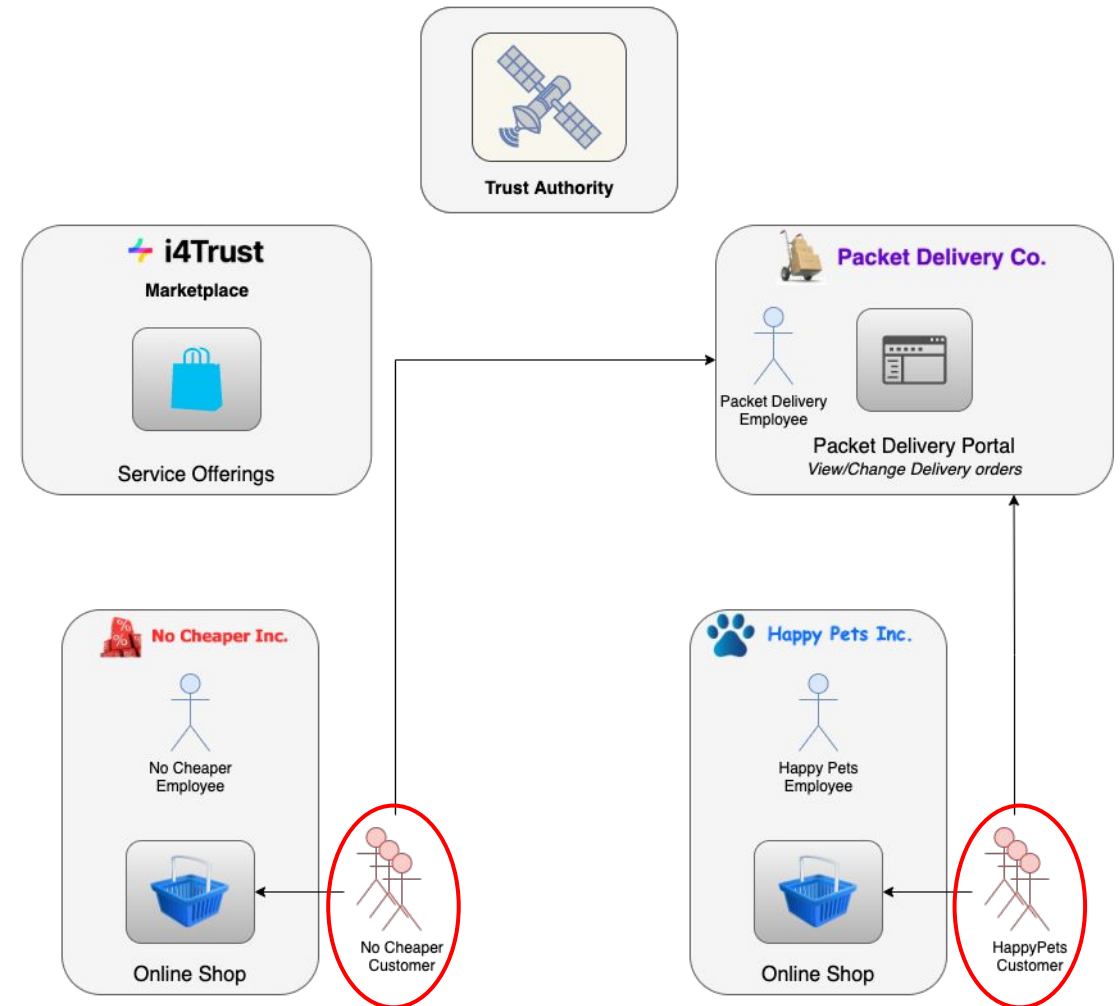 Trust Authority
i4Trust
Marketplace
Service Offerings
Packet Delivery Co.
Packet Delivery
Employee
Packet Delivery Portal
View/Change Delivery orders
No Cheaper Inc.
%
%
No Cheaper
Employee
Online Shop
No Cheaper
Customer
Happy Pets Inc.
Happy Pets
Employee
Online Shop
HappyPets
Customer